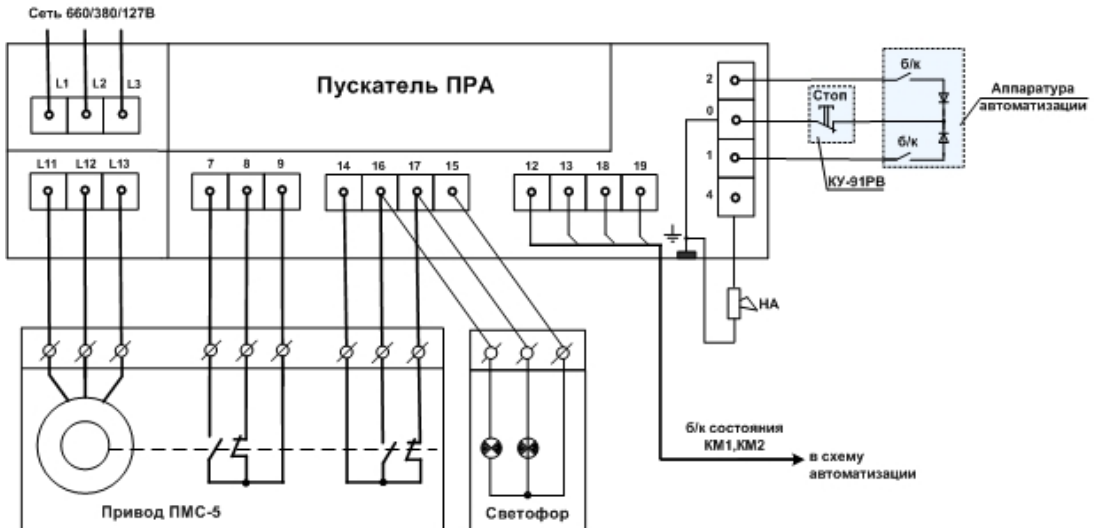 Сеть 660/380/127В
L1 L2 L3
Пускатель ПРА
2
0
1
4
б/к
Стоп
б/к
КУ-91РВ
Аппаратура
автоматизации
L11 L12 L13
7 8 9
14 16 17 15
12 13 18 19
НА
б/к состояния
КМ1,КМ2
в схему
автоматизации
Привод ПМС-5
Светофор